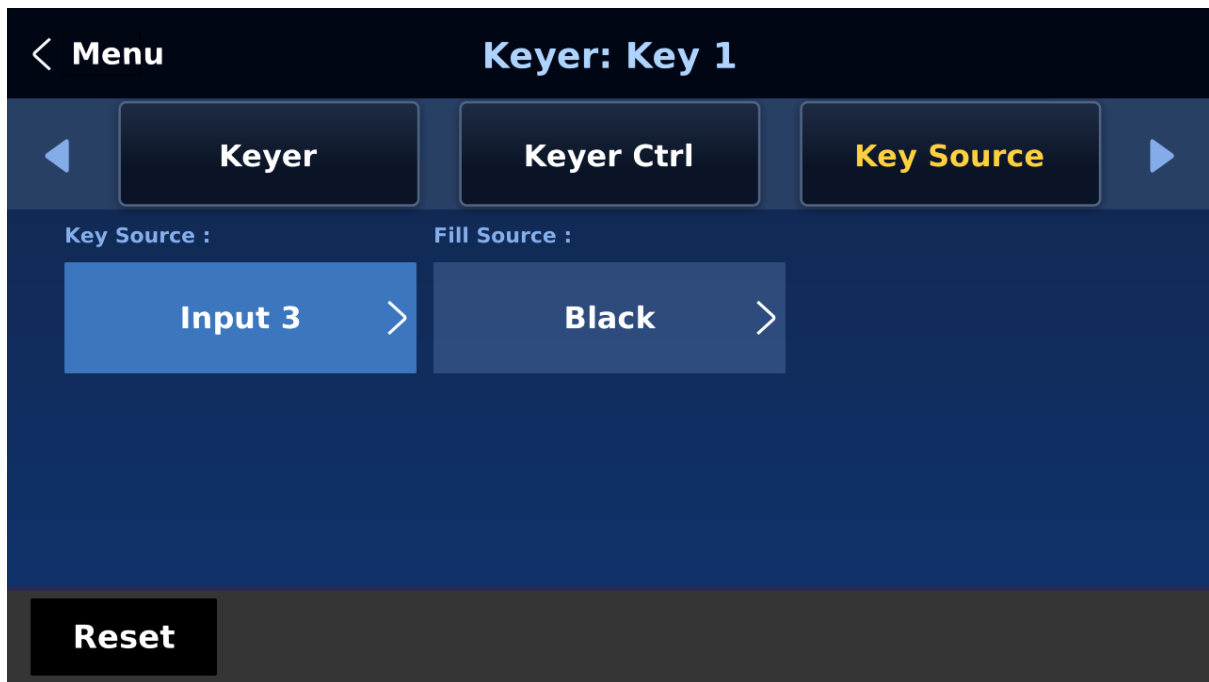 Menu
Keyer: Key 1
Keyer
Keyer Ctrl
Key Source
Key Source :
Fill Source :
Input 3
Black
Reset